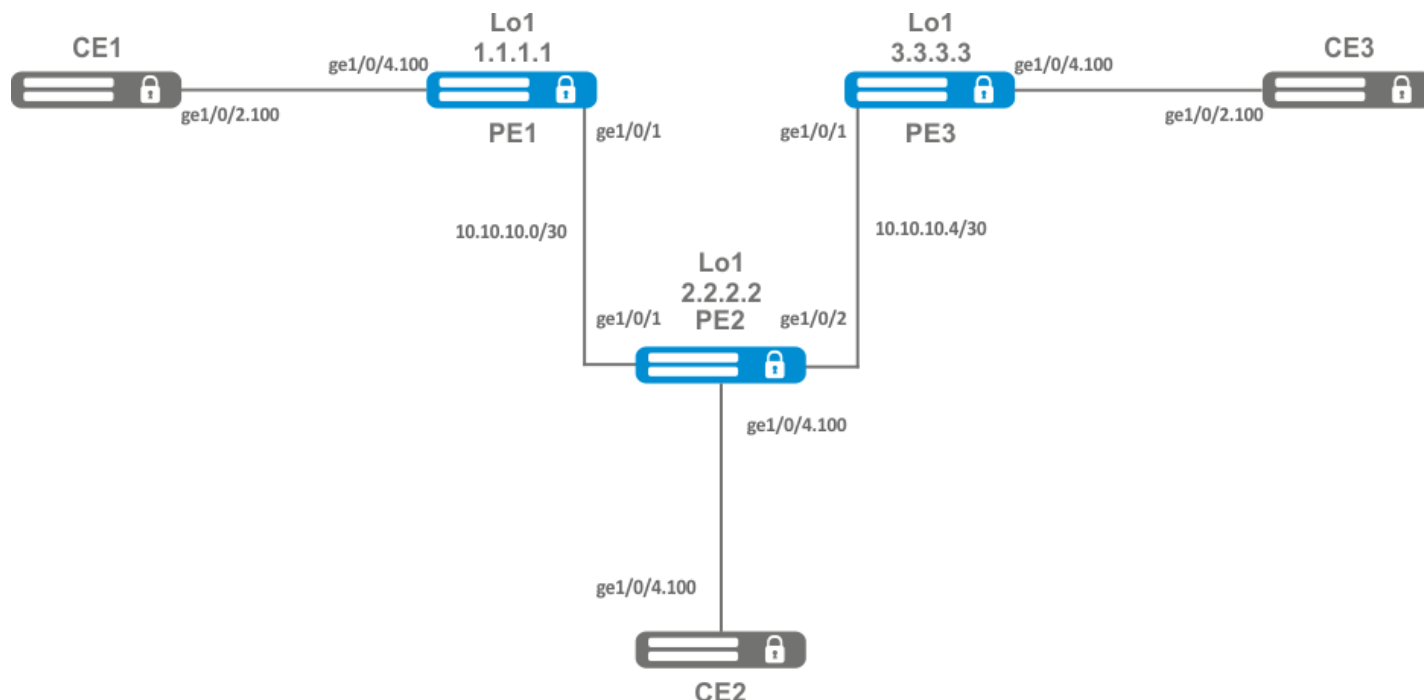 CE1
ge1/0/2.100
ge1/0/4.100
Lo1
1.1.1.1
PE1
ge1/0/1
10.10.10.0/30
Lo1
3.3.3.3
PE3
ge1/0/1
ge1/0/4.100
10.10.10.4/30
CE3
ge1/0/2.100
Lo1
2.2.2.2
PE2
ge1/0/1
ge1/0/2
ge1/0/4.100
ge1/0/4.100
CE2